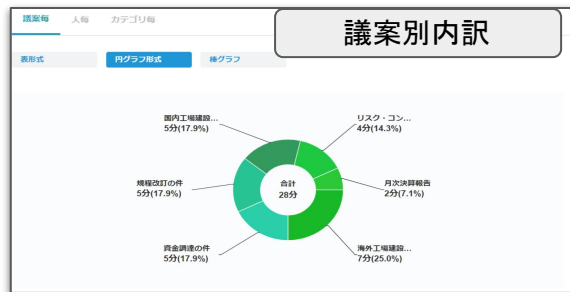 議案毎 人毎 カテゴリ毎
議案別内訳
表形式 円グラフ形式 棒グラフ
国内工場建設...
5分(17.9%)
リスク・コン...
4分(14.3%)
規程改訂の件
5分(17.9%)
合計
28分
月次決算報告
2分(7.1%)
資金調達の件
5分(17.9%)
海外工場建設...
7分(25.0%)